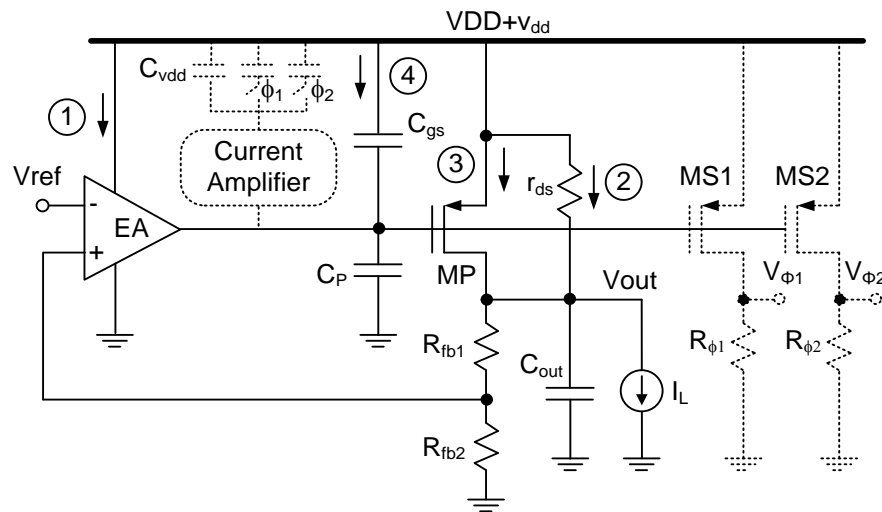 VDD+vdd
Cvdd
ϕ1
ϕ2
4
1
Cgs
Current
Amplifier
3
2
rds
MS1
MS2
Vref
-
EA
+
CP
MP
Vout
VΦ1
VΦ2
Rfb1
Cout
IL
Rϕ1
Rϕ2
Rfb2